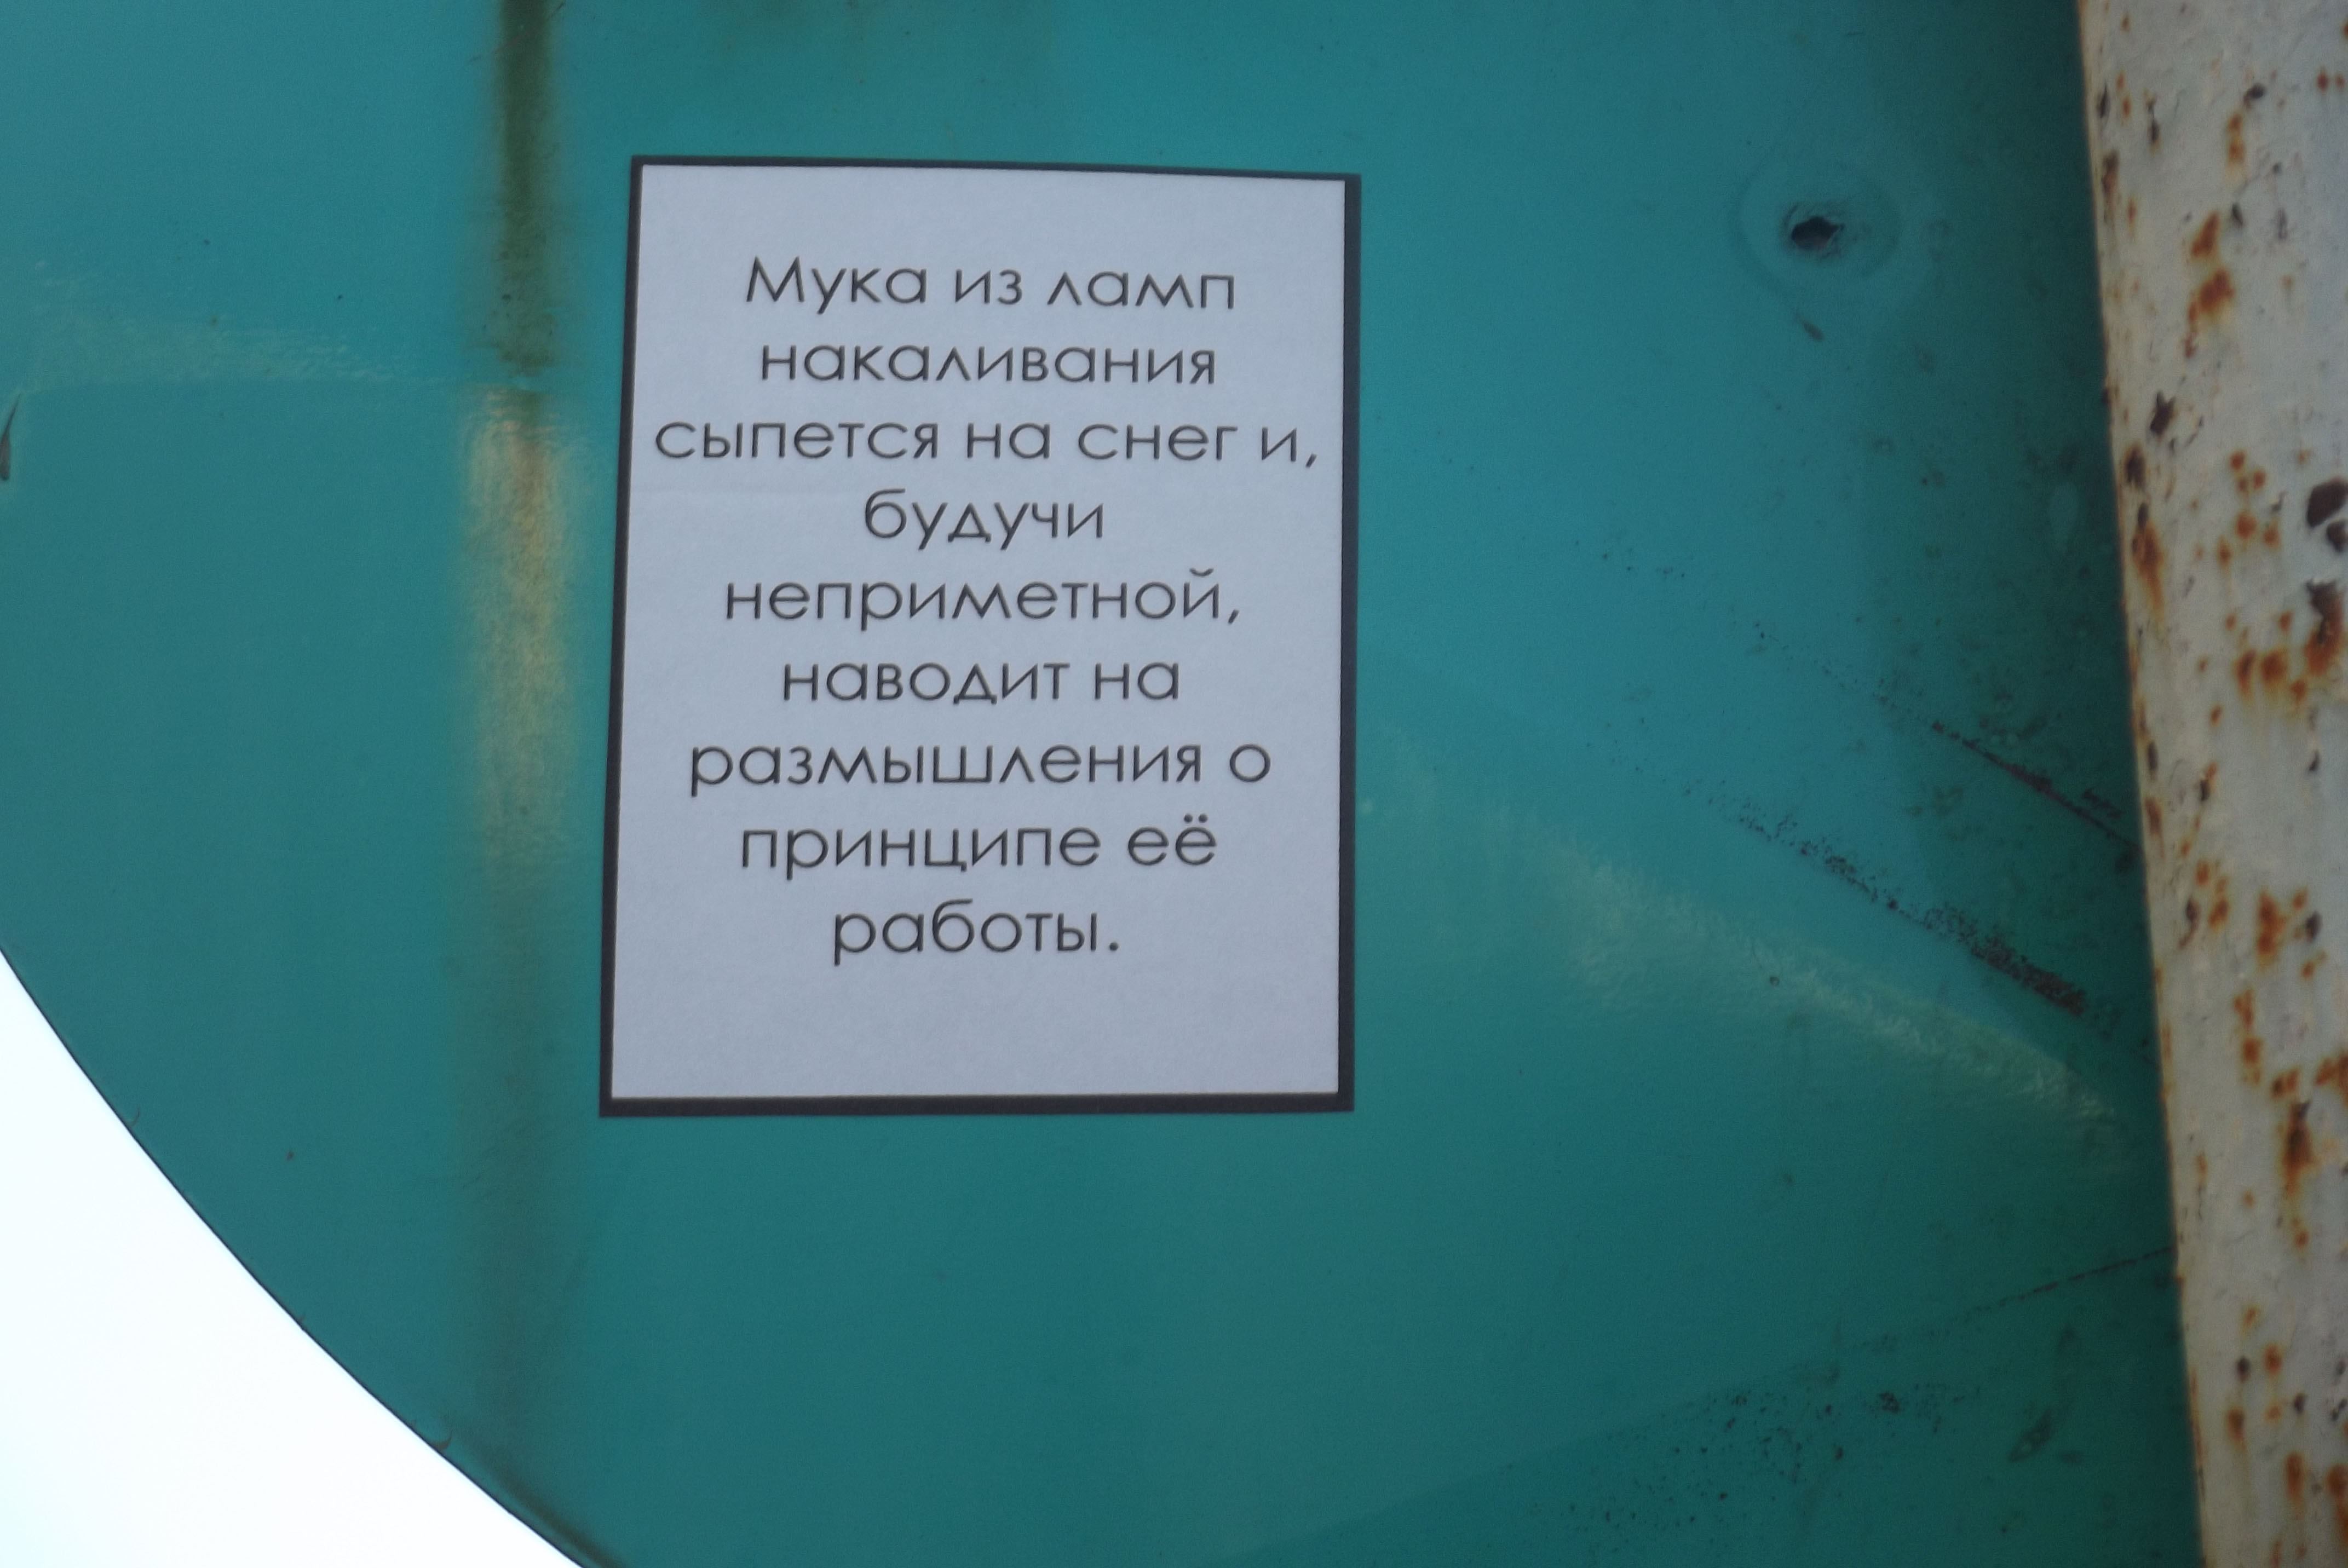 Мука из ламп
накаливания
сыпется на снег и,
будучи
неприметной,
наводит на
размышления о
принципе её
работы.